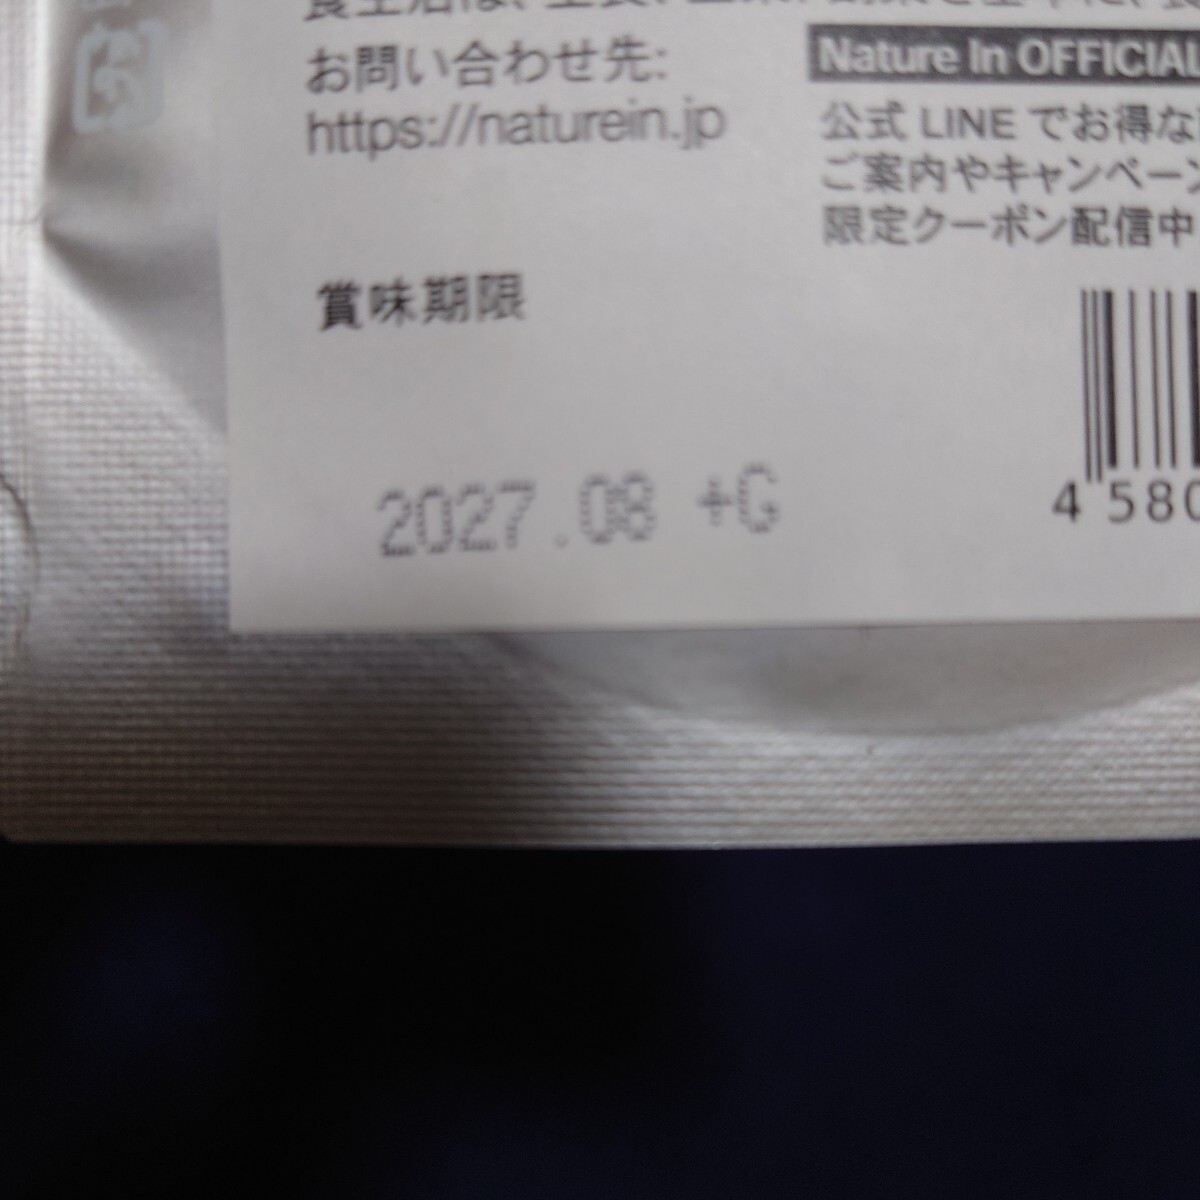 お問い合わせ先:
https://naturein.jp
Nature In OFFICIAL
公式 LINE でお得な
ご案内やキャンペーン
限定クーポン配信中
賞味期限
2027.08 +G
4 580